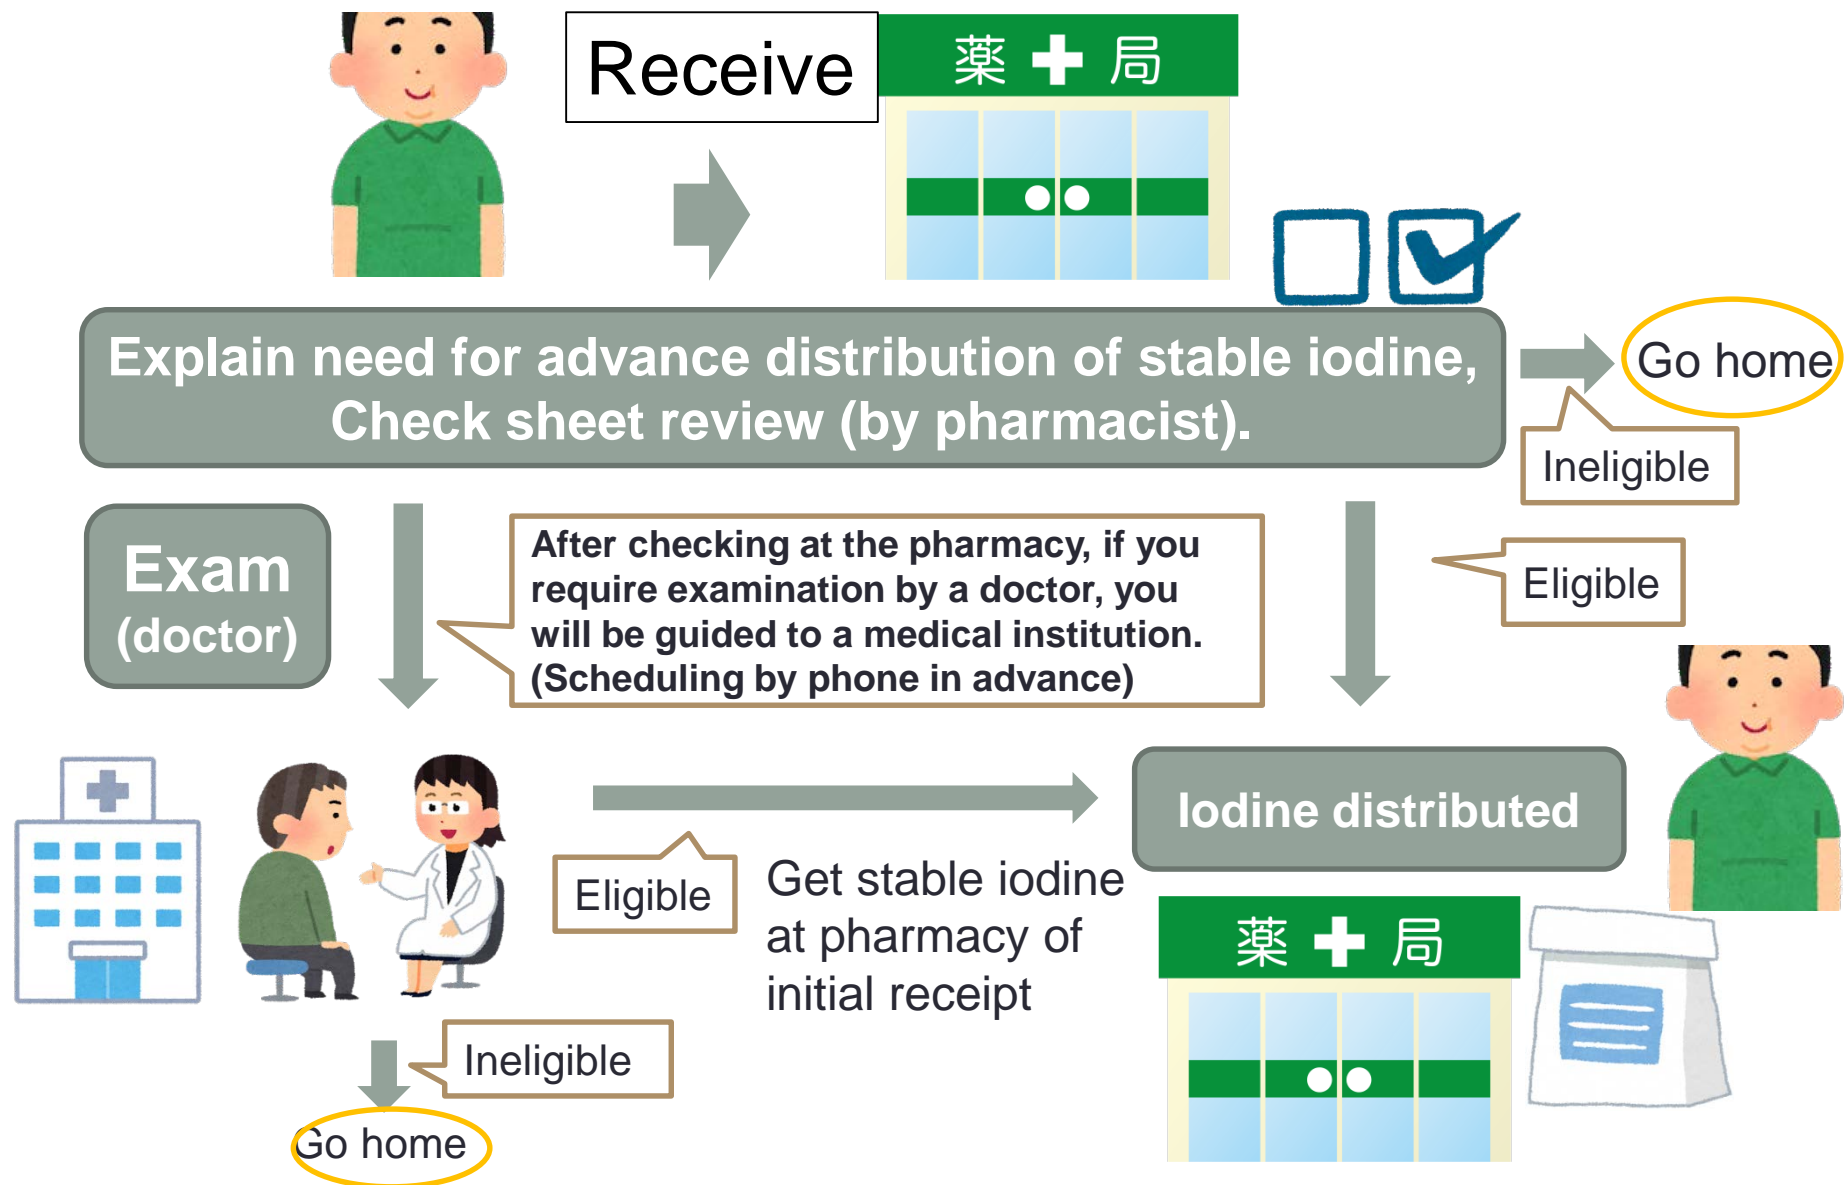 Receive
薬 局
Explain need for advance distribution of stable iodine,
Check sheet review (by pharmacist).
Go home
Ineligible
Exam
(doctor)
After checking at the pharmacy, if you
require examination by a doctor, you
will be guided to a medical institution.
(Scheduling by phone in advance)
Eligible
Iodine distributed
Eligible
Get stable iodine
at pharmacy of
initial receipt
薬 局
Ineligible
Go home